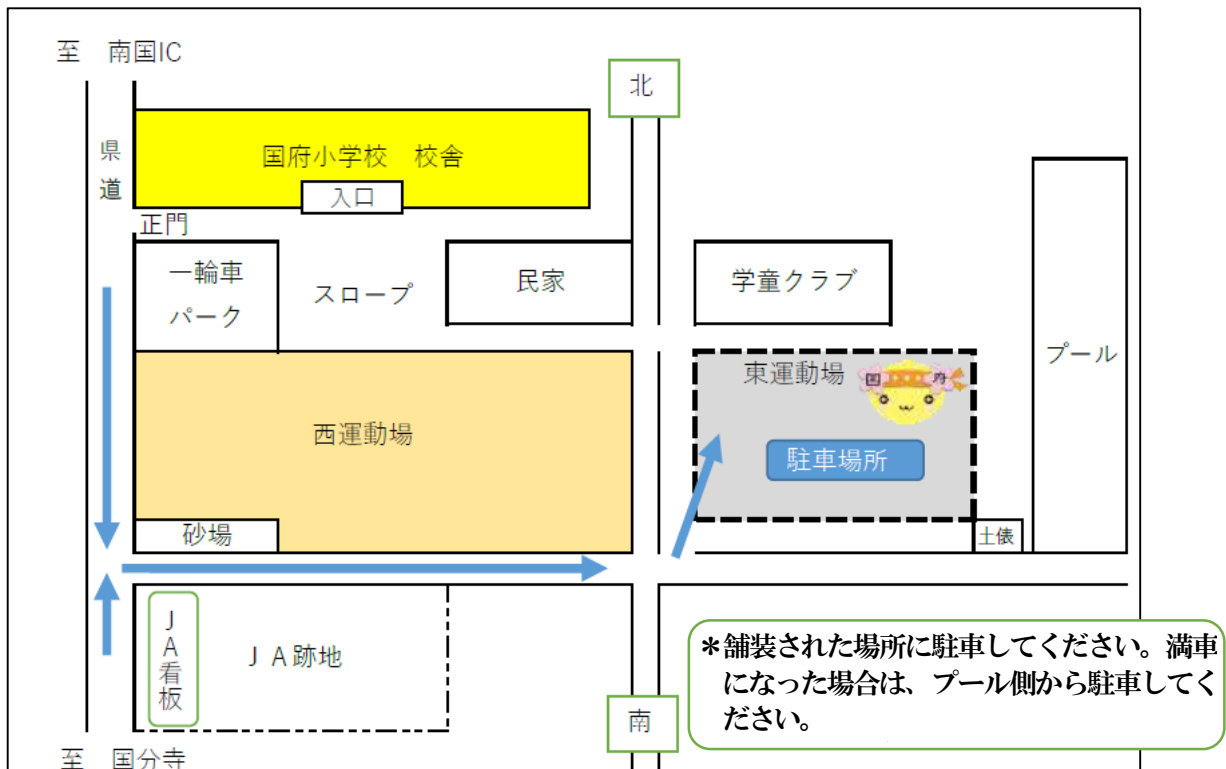 至　南国IC
北
県道
国府小学校　校舎
入口
正門
一輪車
パーク
スロープ
民家
学童クラブ
プール
東運動場
国
府
西運動場
駐車場所
砂場
土俵
JA看板
ＪＡ跡地
＊舗装された場所に駐車してください。満車
になった場合は、プール側から駐車してく
ださい。
南
至　国分寺